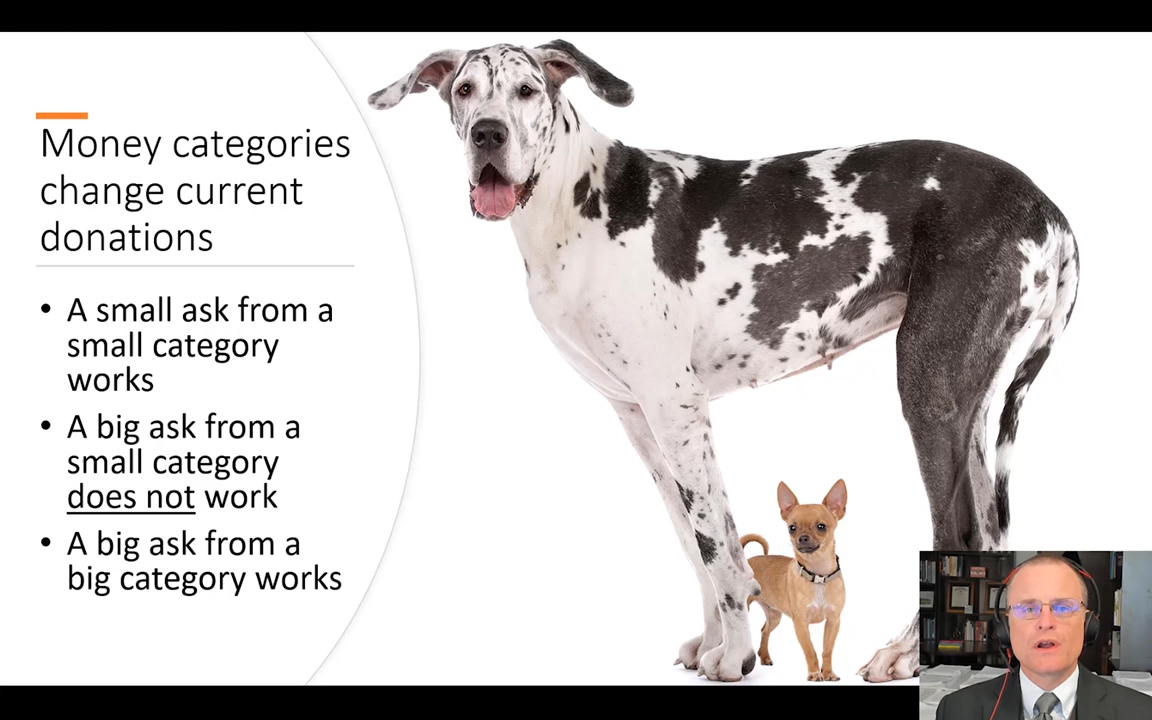 Money categories
change current
donations
• A small ask from a
small category
works
• A big ask from a
small category
does not work
• A big ask from a
big category works